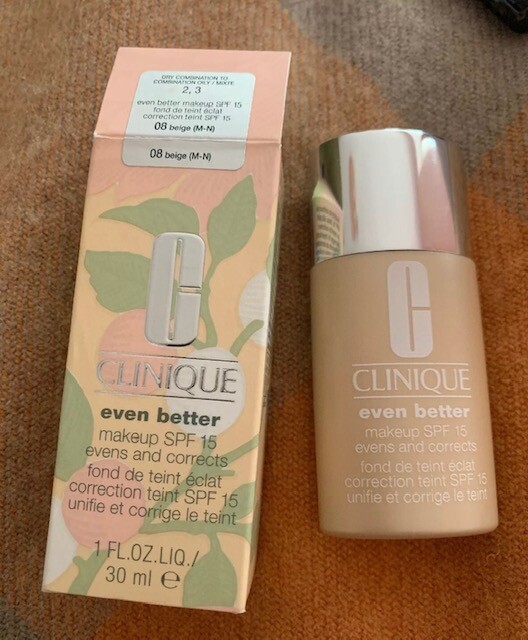 DRY COMBINATION TO
COMBINATION OILY / MIXTE
2, 3
even better makeup SPF 15
fond de teint éclat
correction teint SPF 15
08 beige (M-N)
08 beige (M-N)
CLINIQUE
even better
makeup SPF 15
evens and corrects
fond de teint éclat
correction teint SPF 15
unifie et corrige le teint
1 FL.OZ.LIQ./
30 ml e
CLINIQUE
even better
makeup SPF 15
evens and corrects
fond de teint éclat
correction teint SPF 15
unifie et corrige le teint